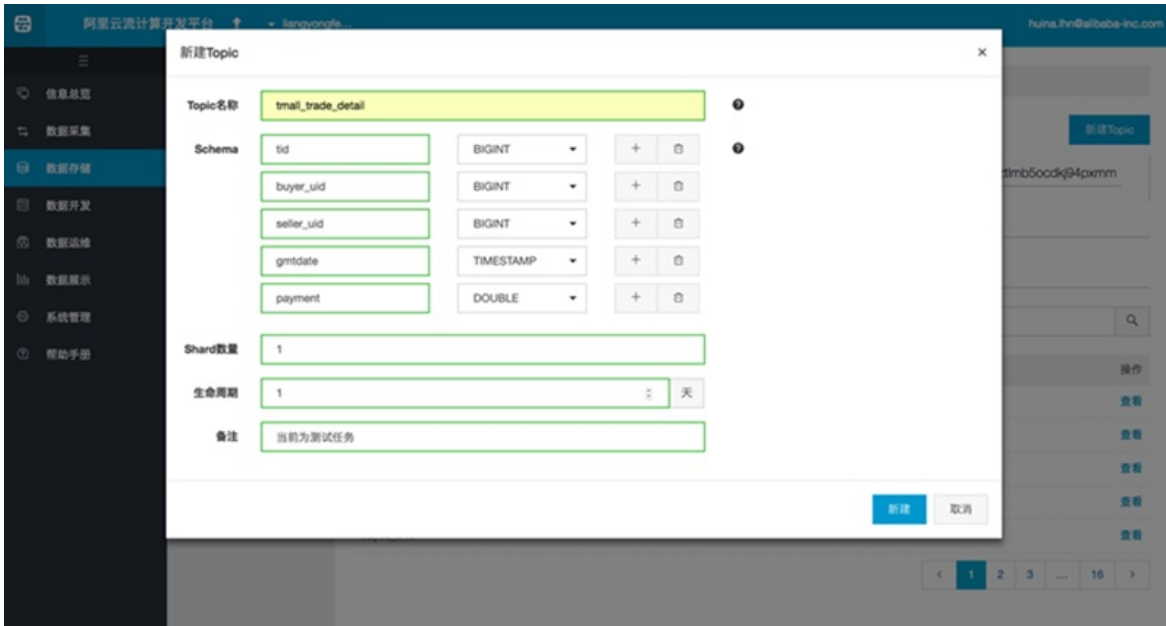 阿里云流计算开发平台 liangyongfe... huina.lhn@alibaba-inc.com
新建Topic ×
信息总览
数据采集
数据存储
数据开发
数据运维
数据展示
系统管理
帮助手册
Topic名称 tmall_trade_detail
Schema tid BIGINT
buyer_uid BIGINT
seller_uid BIGINT
gmtdate TIMESTAMP
payment DOUBLE
Shard数量 1
生命周期 1 天
备注 当前为测试任务
新建 取消
新建Topic
操作
查看
查看
查看
查看
查看
< 1 2 3 ... 16 >